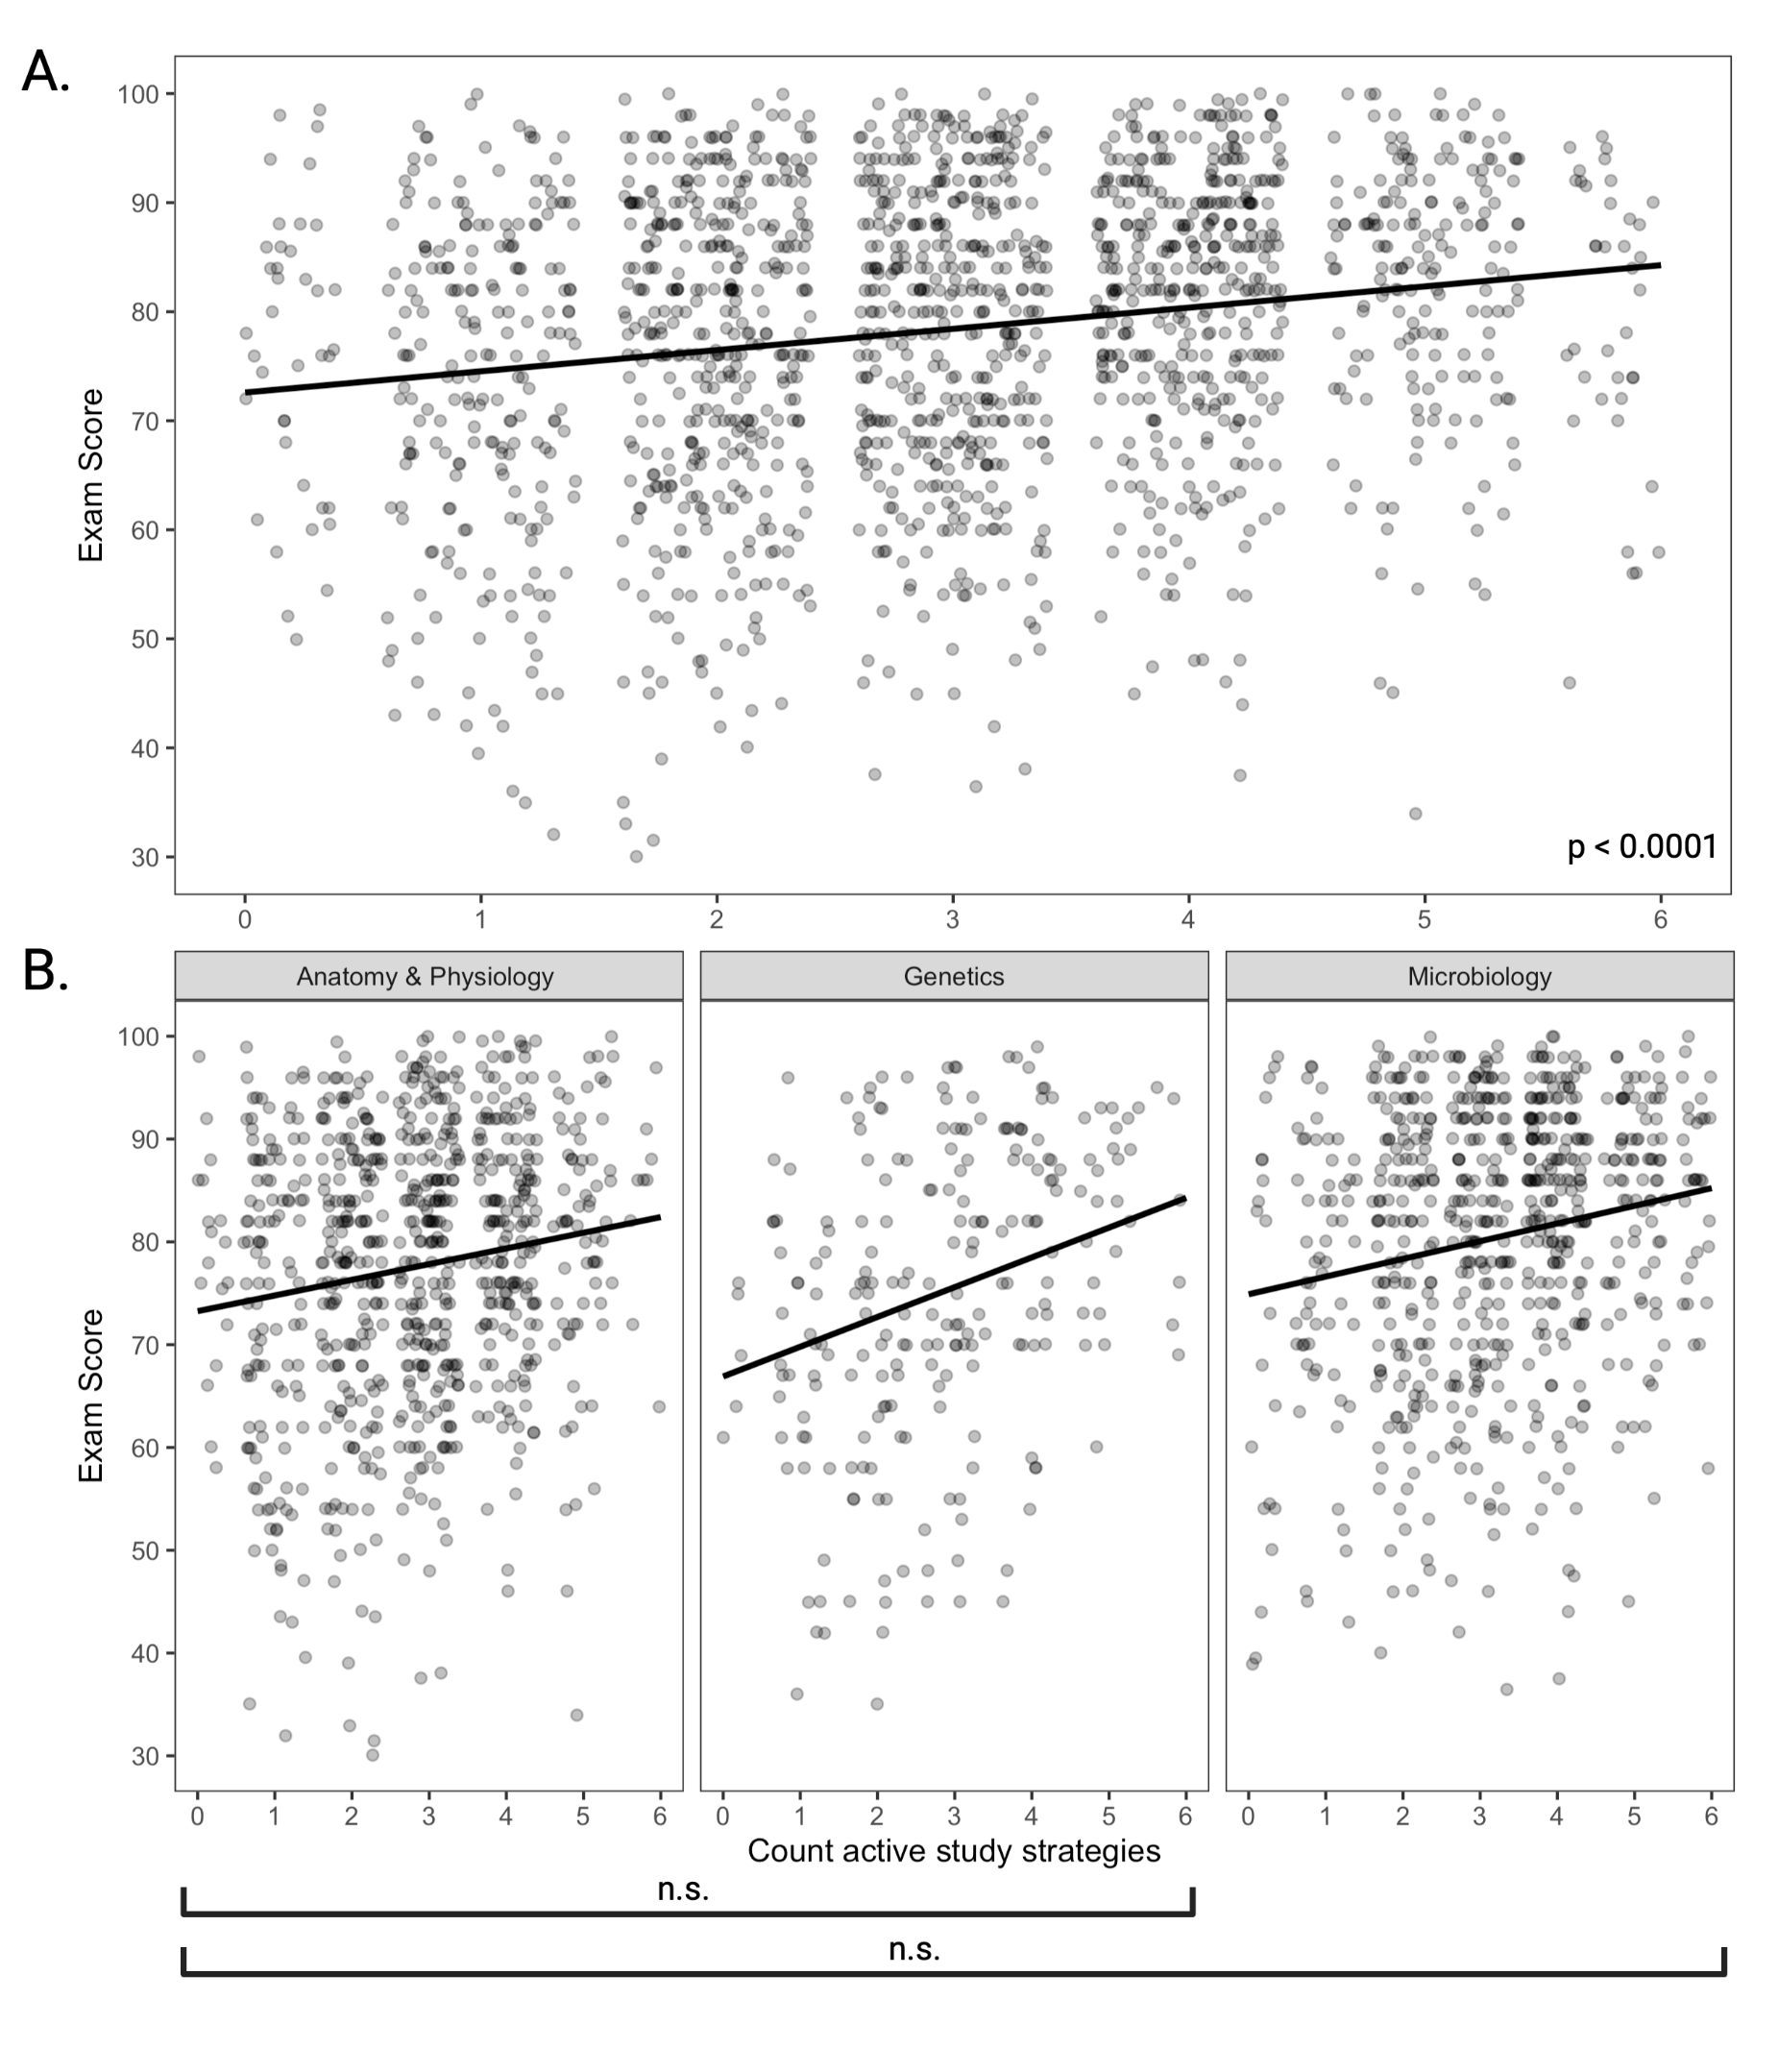 A.
100
90
80
70
60
50
40
30
Exam Score
p < 0.0001
0 1 2 3 4 5 6
B.
Anatomy & Physiology Genetics Microbiology
100
90
80
70
60
50
40
30
Exam Score
0 1 2 3 4 5 6 0 1 2 3 4 5 6 0 1 2 3 4 5 6
Count active study strategies
n.s.
n.s.